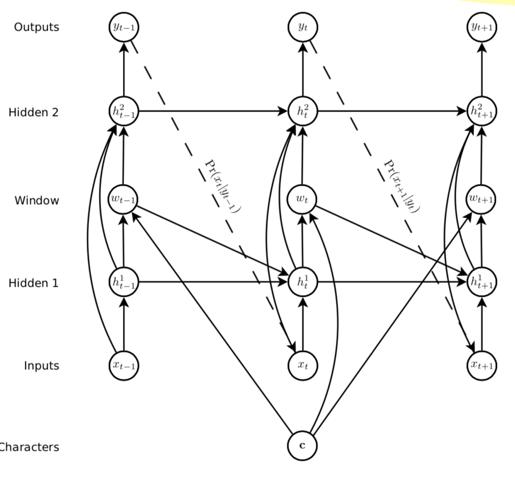 Outputs y_{t-1} y_t y_{t+1}
Hidden 2 h^2_{t-1} h^2_t h^2_{t+1}
Pr(x_t|y_{t-1}) Pr(x_{t+1}|y_t)
Window w_{t-1} w_t w_{t+1}
Hidden 1 h^1_{t-1} h^1_t h^1_{t+1}
Inputs x_{t-1} x_t x_{t+1}
Characters c